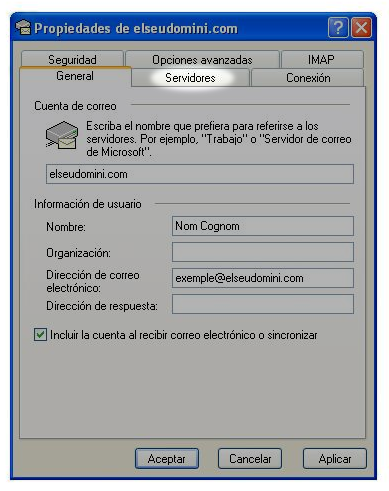 Propiedades de elseudomini.com
Seguridad Opciones avanzadas IMAP
General Servidores Conexión
Cuenta de correo
Escriba el nombre que prefiera para referirse a los
servidores. Por ejemplo, "Trabajo" o "Servidor de correo
de Microsoft".
elseudomini.com
Información de usuario
Nombre: Nom Cognom
Organización:
Dirección de correo
electrónico: exemple@elseudomini.com
Dirección de respuesta:
Incluir la cuenta al recibir correo electrónico o sincronizar
Aceptar Cancelar Aplicar